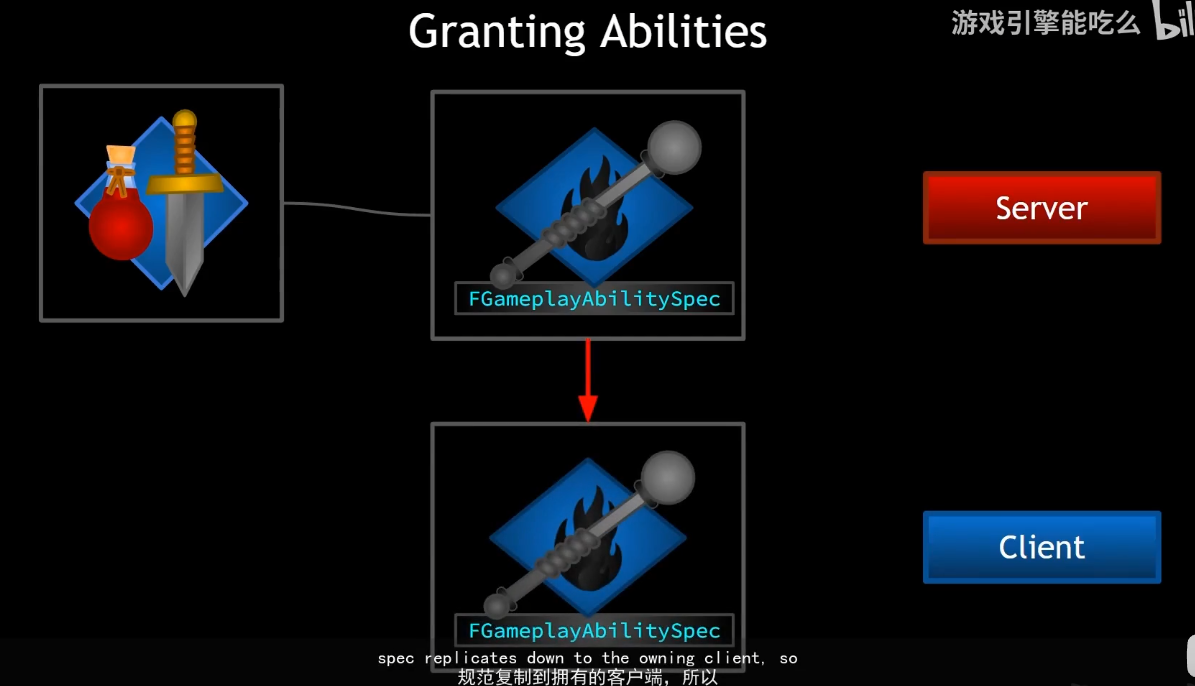 Granting Abilities
游戏引擎能吃么
FGameplayAbilitySpec
Server
Client
FGameplayAbilitySpec
spec replicates down to the owning client, so
规范复制到拥有的客户端，所以